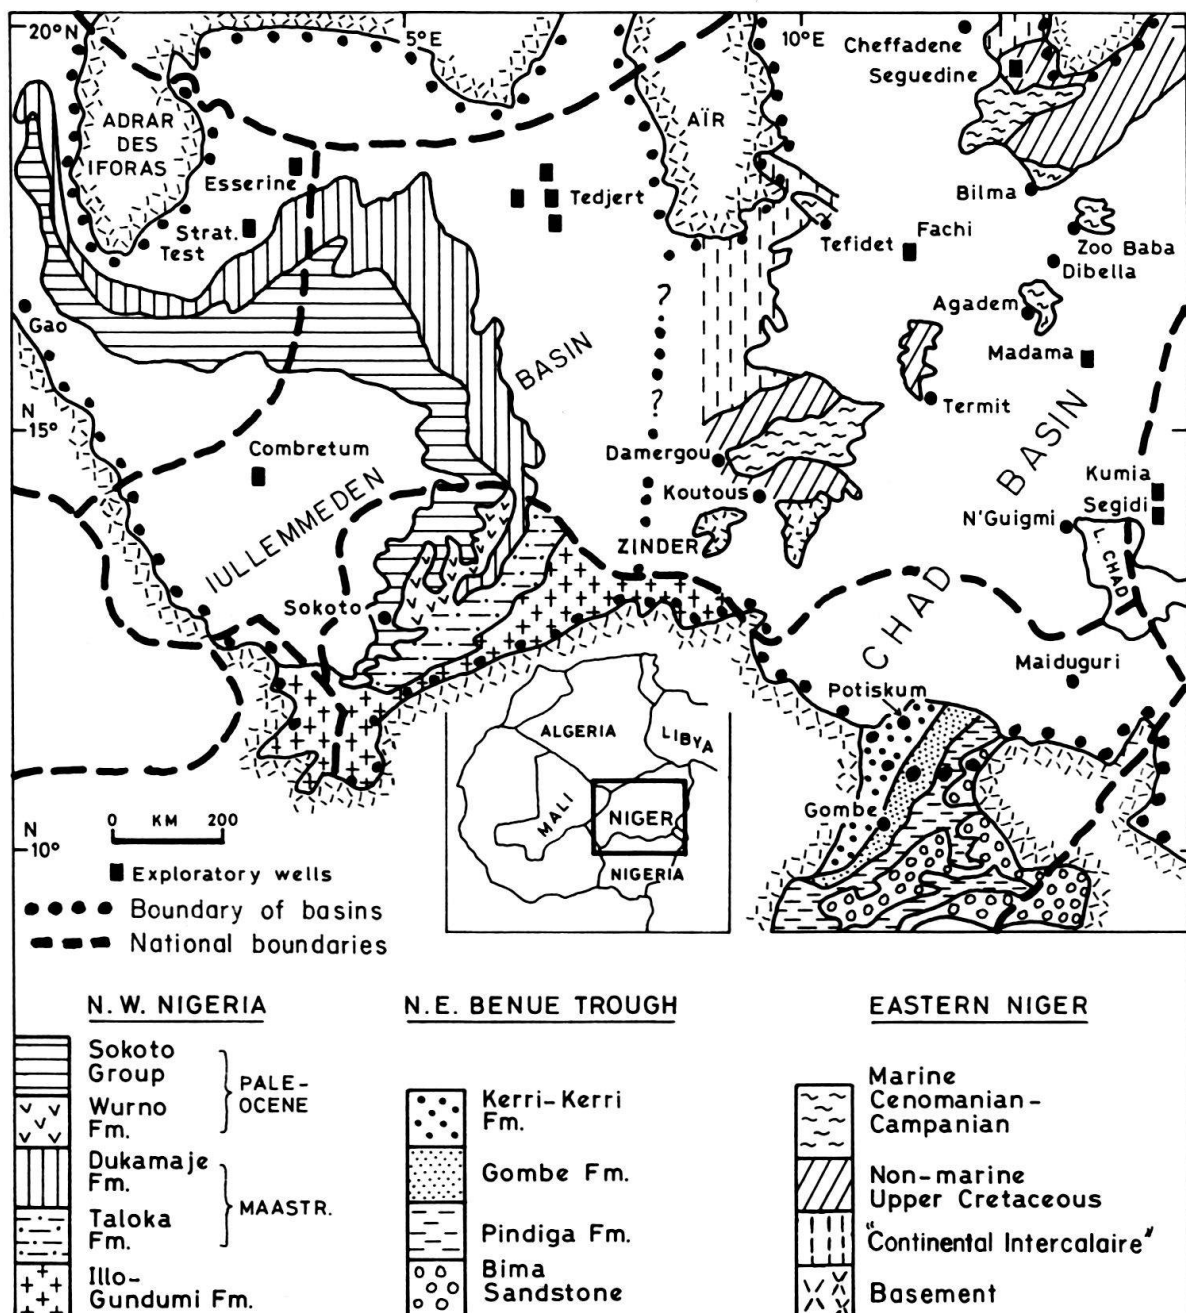 20°N
5°E
10°E
Cheffadene
Seguedine
ADRAR
DES
IFORAS
AÏR
Esserine
Tedjert
Bilma
Strat.
Test
Tefidet
Fachi
Zoo Baba
Dibella
Gao
Agadem
?
Madama
BASIN
?
Termit
N
15°
Combretum
Damergou
BASIN
Kumia
Koutous
Segidi
IULLEMMEDEN
N'Guigmi
ZINDER
L. CHAD
Sokoto
CHAD
Maiduguri
Potiskum
ALGERIA
LIBYA
MALI
NIGER
Gombe
NIGERIA
0 KM 200
N
10°
Exploratory wells
Boundary of basins
National boundaries
N.W. NIGERIA
Sokoto
Group
Wurno
Fm.
PALE-
OCENE
Dukamaje
Fm.
Taloka
Fm.
MAASTR.
Illo-
Gundumi Fm.
N.E. BENUE TROUGH
Kerri-Kerri
Fm.
Gombe Fm.
Pindiga Fm.
Bima
Sandstone
EASTERN NIGER
Marine
Cenomanian-
Campanian
Non-marine
Upper Cretaceous
"Continental Intercalaire"
Basement